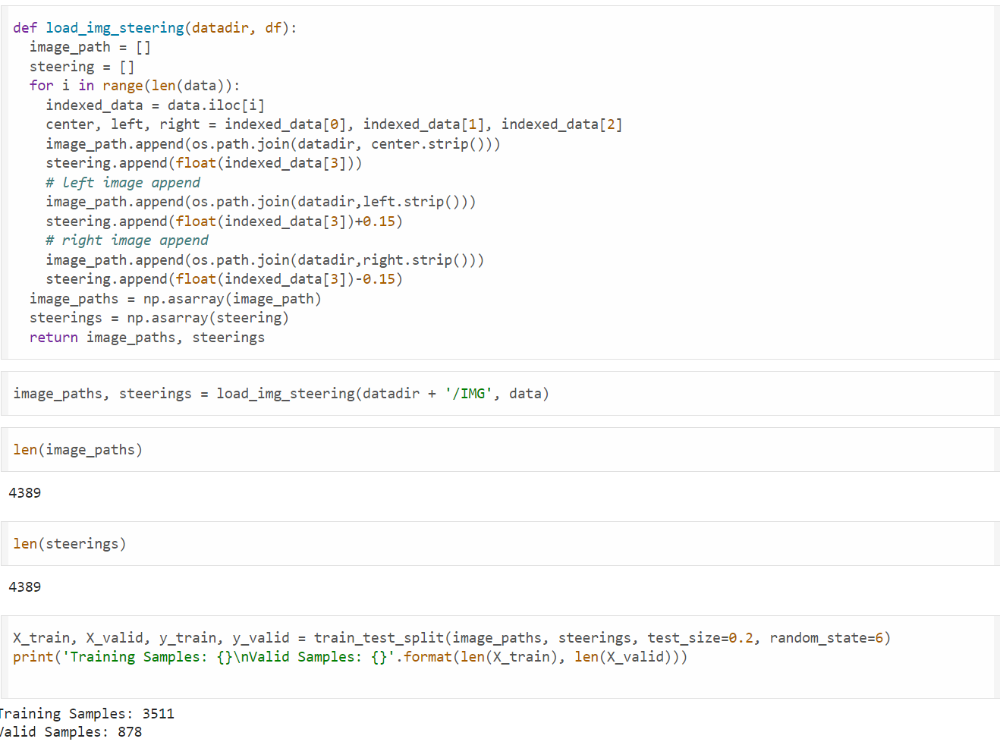 def load_img_steering(datadir, df):
  image_path = []
  steering = []
  for i in range(len(data)):
    indexed_data = data.iloc[i]
    center, left, right = indexed_data[0], indexed_data[1], indexed_data[2]
    image_path.append(os.path.join(datadir, center.strip()))
    steering.append(float(indexed_data[3]))
    # left image append
    image_path.append(os.path.join(datadir,left.strip()))
    steering.append(float(indexed_data[3])+0.15)
    # right image append
    image_path.append(os.path.join(datadir,right.strip()))
    steering.append(float(indexed_data[3])-0.15)
  image_paths = np.asarray(image_path)
  steerings = np.asarray(steering)
  return image_paths, steerings
image_paths, steerings = load_img_steering(datadir + '/IMG', data)
len(image_paths)
4389
len(steerings)
4389
X_train, X_valid, y_train, y_valid = train_test_split(image_paths, steerings, test_size=0.2, random_state=6)
print('Training Samples: {}\nValid Samples: {}'.format(len(X_train), len(X_valid)))
Training Samples: 3511
Valid Samples: 878